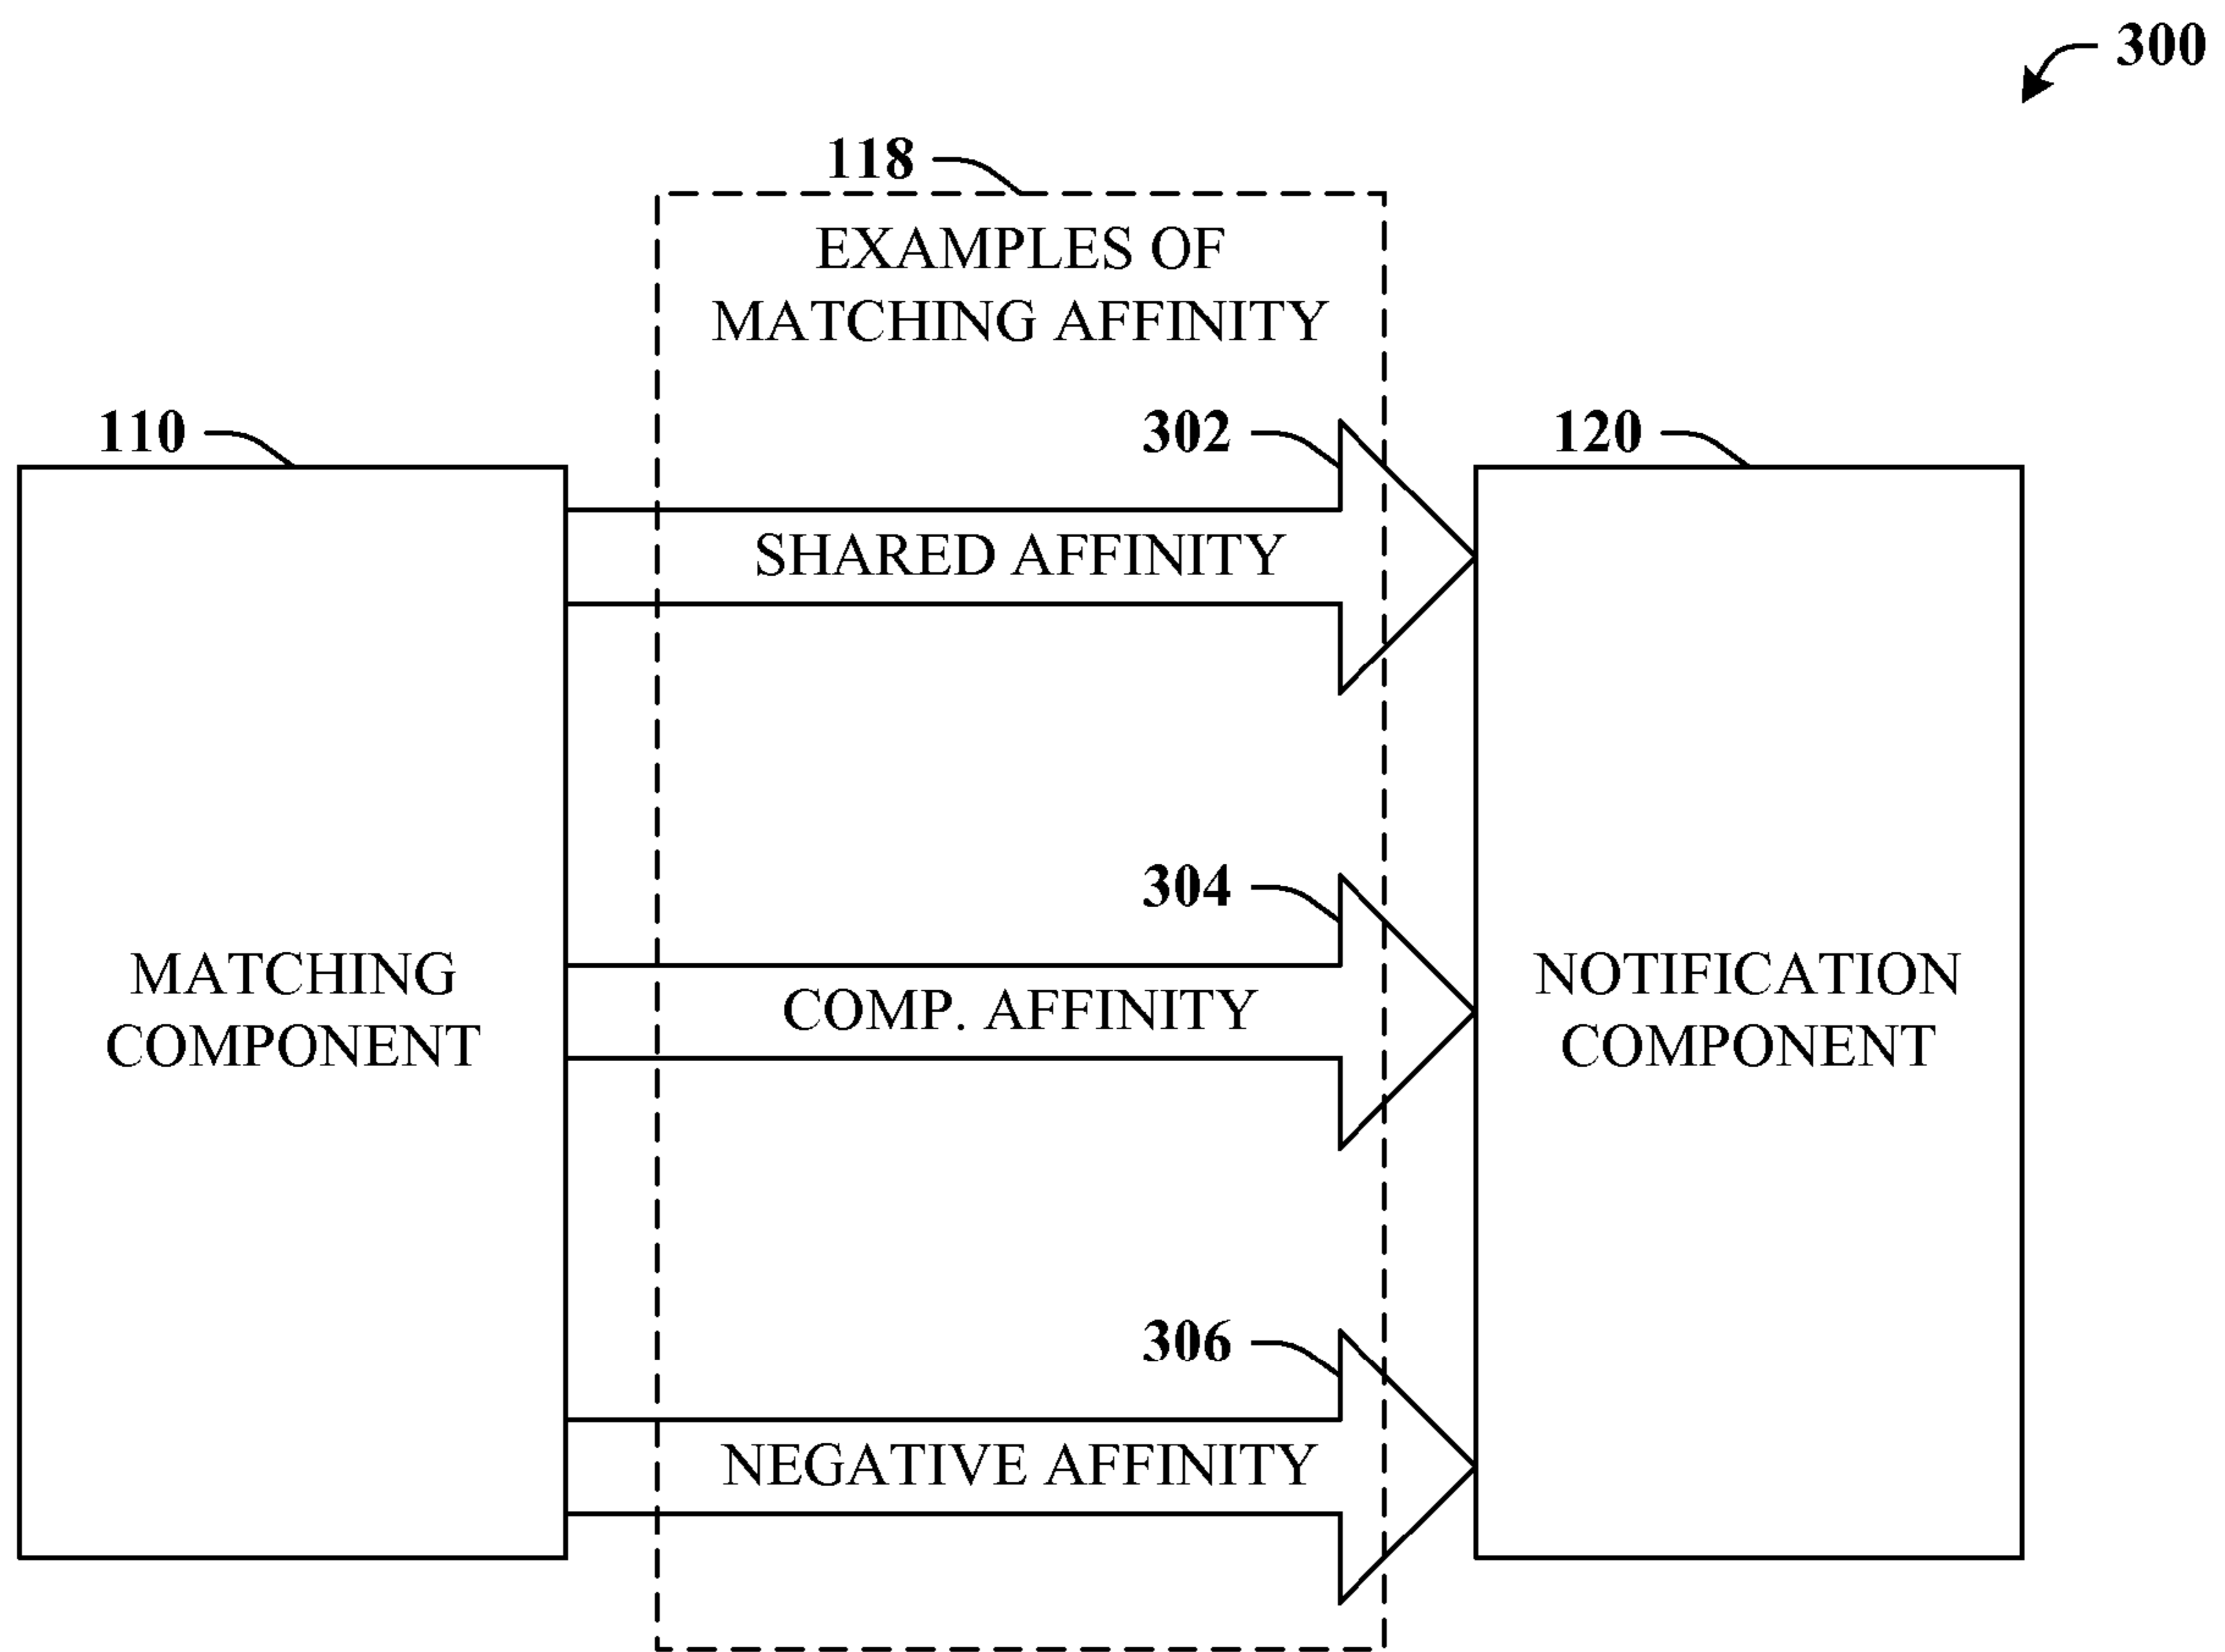 300
118
EXAMPLES OF
MATCHING AFFINITY
110
302
120
SHARED AFFINITY
304
MATCHING
COMPONENT
COMP. AFFINITY
NOTIFICATION
COMPONENT
306
NEGATIVE AFFINITY